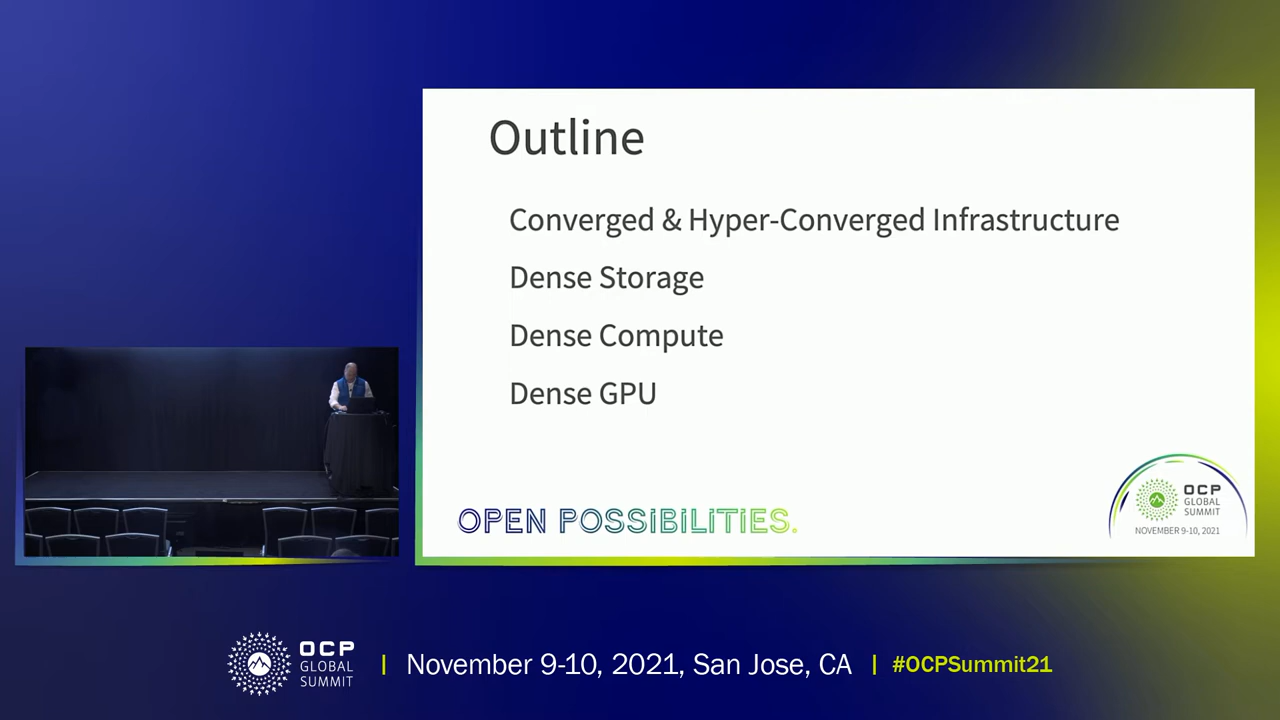 Outline
Converged & Hyper-Converged Infrastructure
Dense Storage
Dense Compute
Dense GPU
OPEN POSSIBILITIES.
OCP
GLOBAL
SUMMIT
NOVEMBER 9-10, 2021
OCP
GLOBAL
SUMMIT
November 9-10, 2021, San Jose, CA
#OCPSummit21